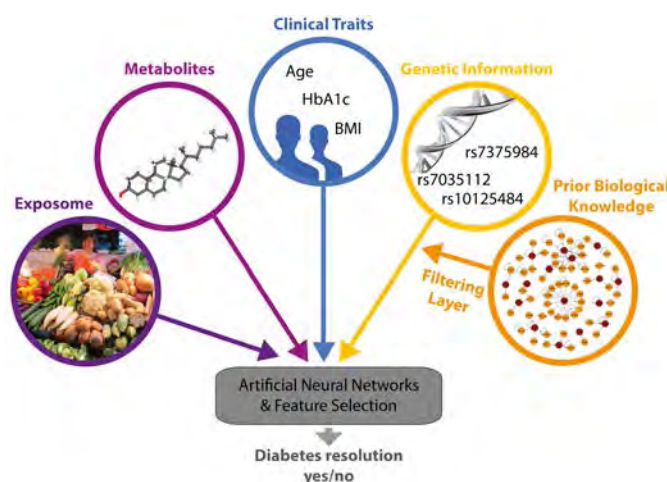 Clinical Traits
Metabolites
Genetic Information
Age
HbA1c
BMI
rs7375984
rs7035112
rs10125484
Exposome
Prior Biological
Knowledge
Filtering
Layer
Artificial Neural Networks
& Feature Selection
Diabetes resolution
yes/no